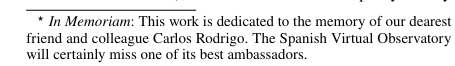 * In Memoriam: This work is dedicated to the memory of our dearest
friend and colleague Carlos Rodrigo. The Spanish Virtual Observatory
will certainly miss one of its best ambassadors.